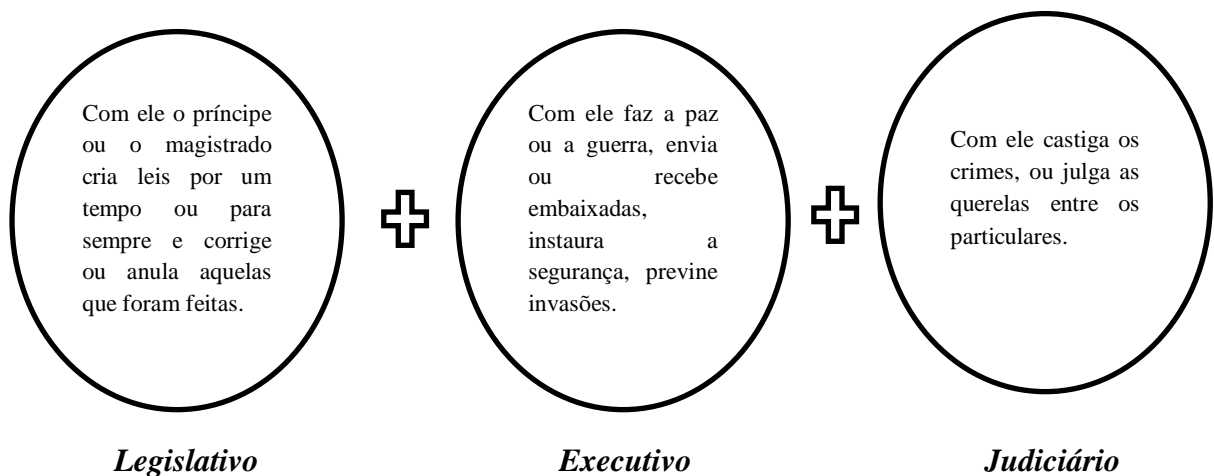 Com ele o príncipe
ou o magistrado
cria leis por um
tempo ou para
sempre e corrige
ou anula aquelas
que foram feitas.
Com ele faz a paz
ou a guerra, envia
ou recebe
embaixadas,
instaura a
segurança, previne
invasões.
Com ele castiga os
crimes, ou julga as
querelas entre os
particulares.
Legislativo
Executivo
Judiciário